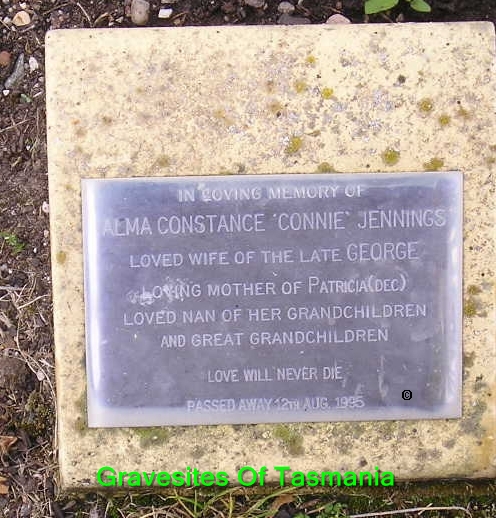 IN LOVING MEMORY OF
ALMA CONSTANCE 'CONNIE' JENNINGS
LOVED WIFE OF THE LATE GEORGE
LOVING MOTHER OF PATRICIA(DEC)
LOVED NAN OF HER GRANDCHILDREN
AND GREAT GRANDCHILDREN
LOVE WILL NEVER DIE
PASSED AWAY 12TH AUG. 1995
©
Gravesites Of Tasmania